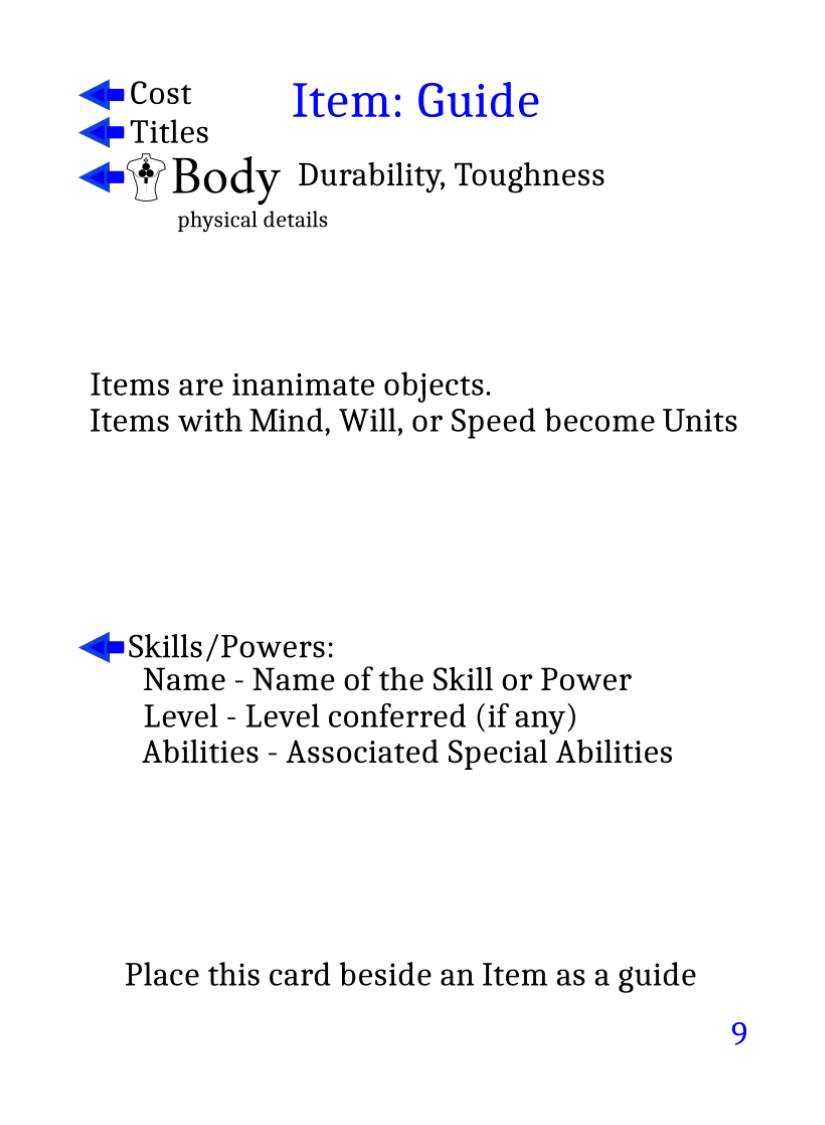 Cost
Item: Guide
Titles
Body Durability, Toughness
physical details
Items are inanimate objects.
Items with Mind, Will, or Speed become Units
Skills/Powers:
Name - Name of the Skill or Power
Level - Level conferred (if any)
Abilities - Associated Special Abilities
Place this card beside an Item as a guide
9